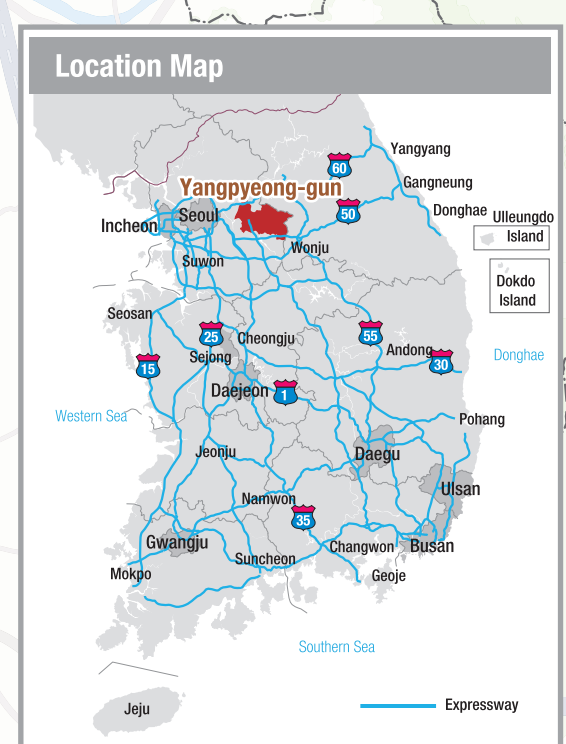 Location Map
Yangyang
60
Yangpyeong-gun
Gangneung
50
Donghae
Ulleungdo
Island
Incheon
Seoul
Wonju
Suwon
Dokdo
Island
Seosan
25
Cheongju
55
Andong
30
Donghae
Sejong
15
Daejeon
1
Western Sea
Pohang
Jeonju
Daegu
Ulsan
Namwon
35
Gwangju
Changwon
Busan
Suncheon
Mokpo
Geoje
Southern Sea
Jeju
Expressway